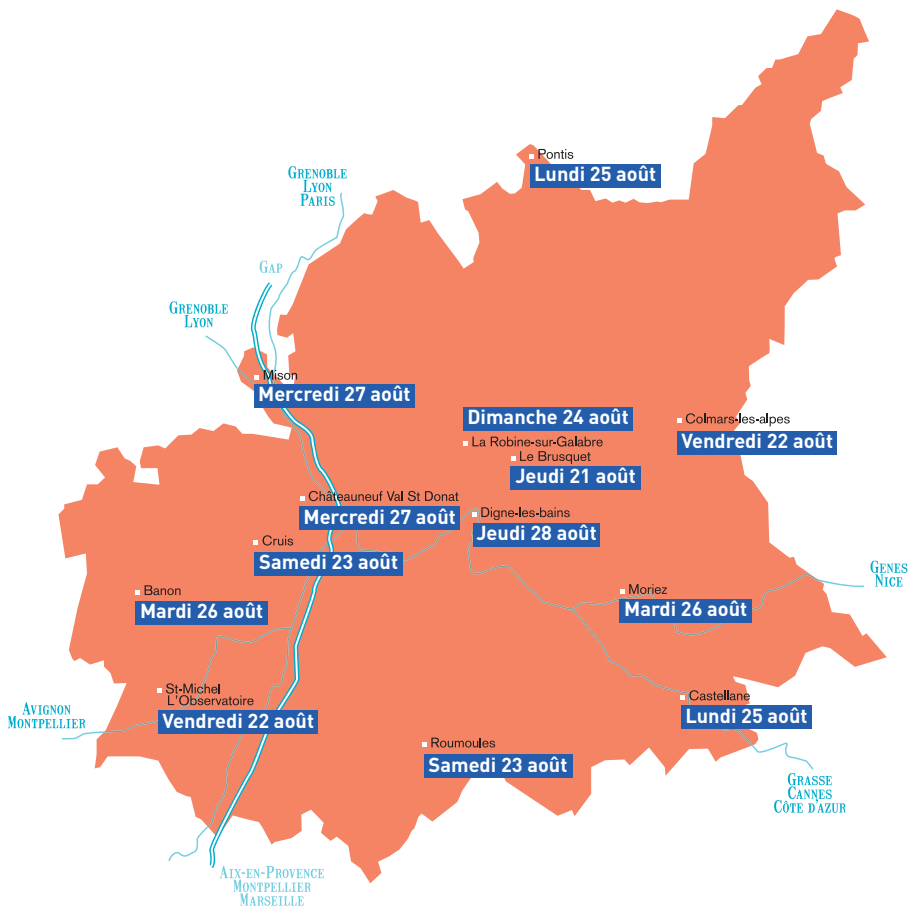 Pontis
Lundi 25 août
GRENOBLE
LYON
PARIS
GAP
GRENOBLE
LYON
Mison
Mercredi 27 août
Dimanche 24 août
La Robine-sur-Galabre
Le Brusquet
Jeudi 21 août
Colmars-les-alpes
Vendredi 22 août
Châteauneuf Val St Donat
Mercredi 27 août
Digne-les-bains
Jeudi 28 août
Cruis
Samedi 23 août
Banon
Mardi 26 août
Moriez
Mardi 26 août
GENES
NICE
St-Michel
L'Observatoire
Vendredi 22 août
AVIGNON
MONTPELLIER
Castellane
Lundi 25 août
Roumoules
Samedi 23 août
GRASSE
CANNES
CÔTE D'AZUR
AIX-EN-PROVENCE
MONTPELLIER
MARSEILLE